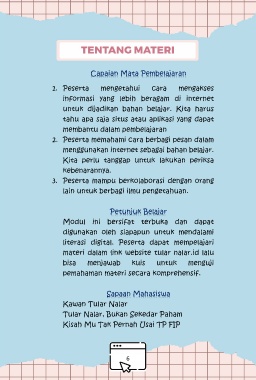 TENTANG MATERI
Capaian Mata Pembelajaran
1. Peserta mengetahui cara mengakses
informasi yang lebih beragam di internet
untuk dijadikan bahan belajar. Kita harus
tahu apa saja situs atau aplikasi yang dapat
membantu dalam pembelajaran
2. Peserta memahami cara berbagi pesan dalam
menggunakan internet sebagai bahan belajar.
Kita perlu tanggap untuk lakukan periksa
kebenarannya.
3. Peserta mampu berkolaborasi dengan orang
lain untuk berbagi ilmu pengetahuan.
Petunjuk Belajar
Modul ini bersifat terbuka dan dapat
digunakan oleh siapapun untuk mendalami
literasi digital. Peserta dapat mempelajari
materi dalam link website tular nalar.id lalu
bisa menjawab kuis untuk menguji
pemahaman materi secara komprehensif.
Sapaan Mahasiswa
Kawan Tular Nalar
Tular Nalar, Bukan Sekedar Paham
Kisah Mu Tak Pernah Usai TP FIP
6